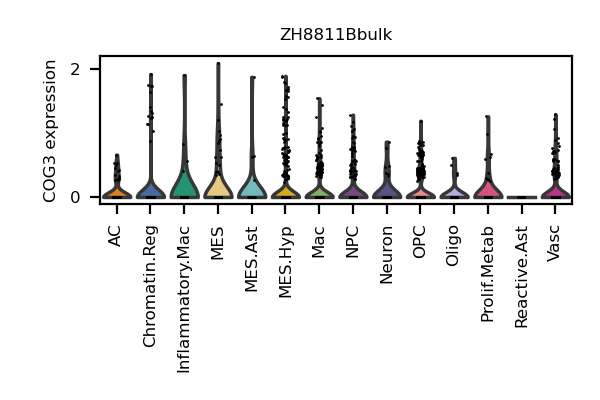 ZH8811Bbulk
COG3 expression
2
0
AC
Chromatin.Reg
Inflammatory.Mac
MES
MES.Ast
MES.Hyp
Mac
NPC
Neuron
OPC
Oligo
Prolif.Metab
Reactive.Ast
Vasc